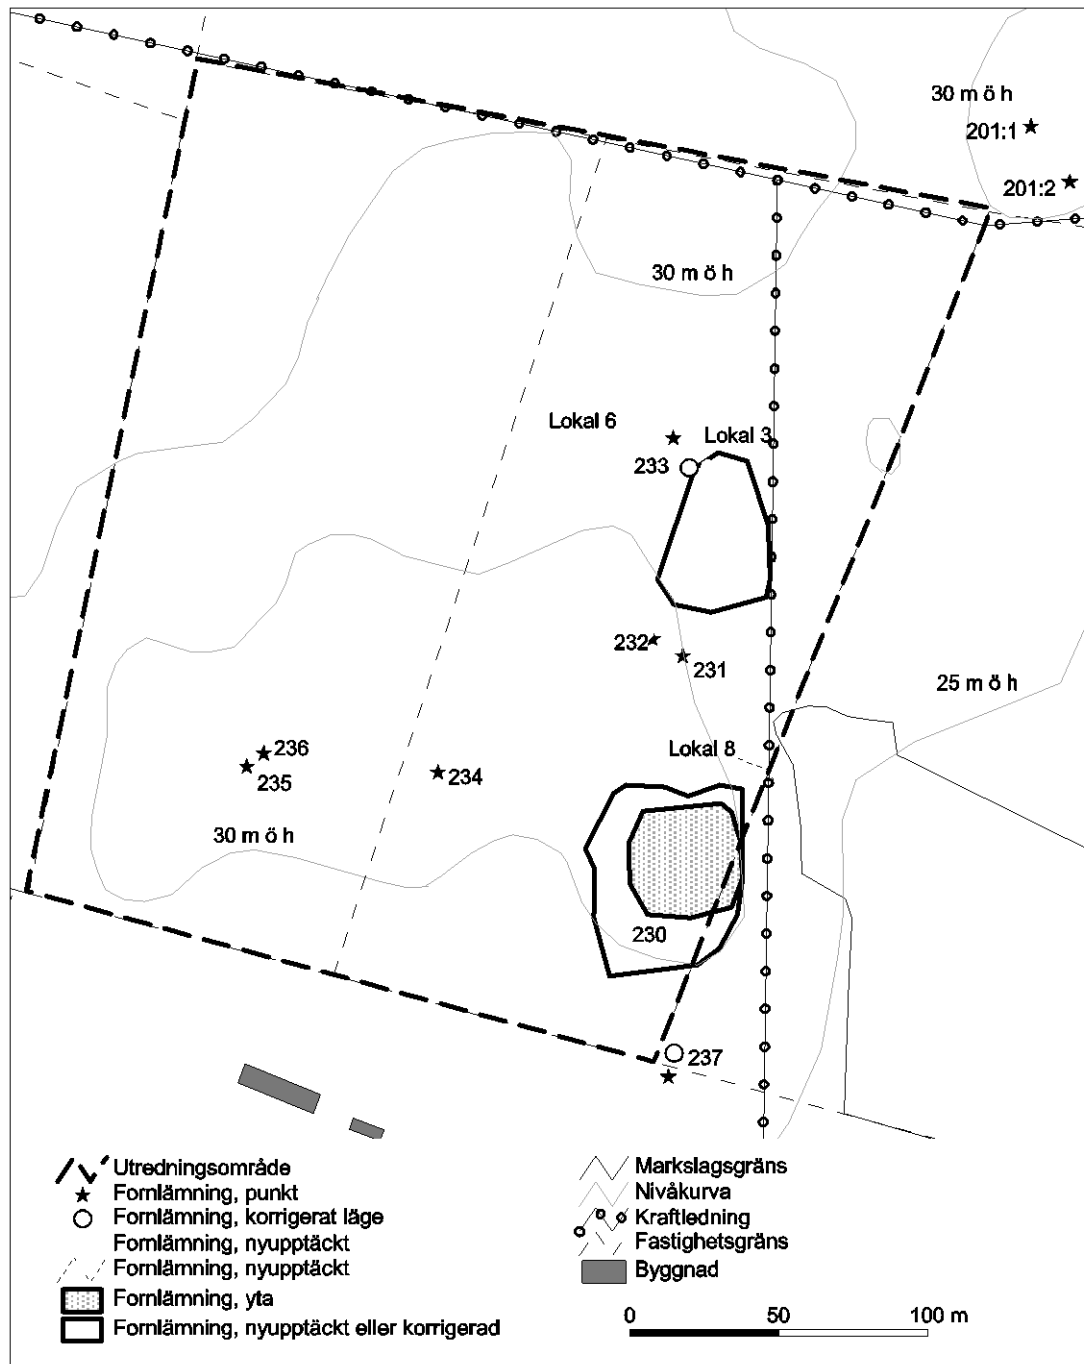 30 m ö h
201:1
201:2
30 m ö h
Lokal 6
Lokal 3
233
232
231
25 m ö h
Lokal 8
236
235
234
30 m ö h
230
237
Utredningsområde
Fornlämning, punkt
Fornlämning, korrigerat läge
Fornlämning, nyupptäckt
Fornlämning, nyupptäckt
Fornlämning, yta
Fornlämning, nyupptäckt eller korrigerad
Markslagsgräns
Nivåkurva
Kraftledning
Fastighetsgräns
Byggnad
0 50 100 m